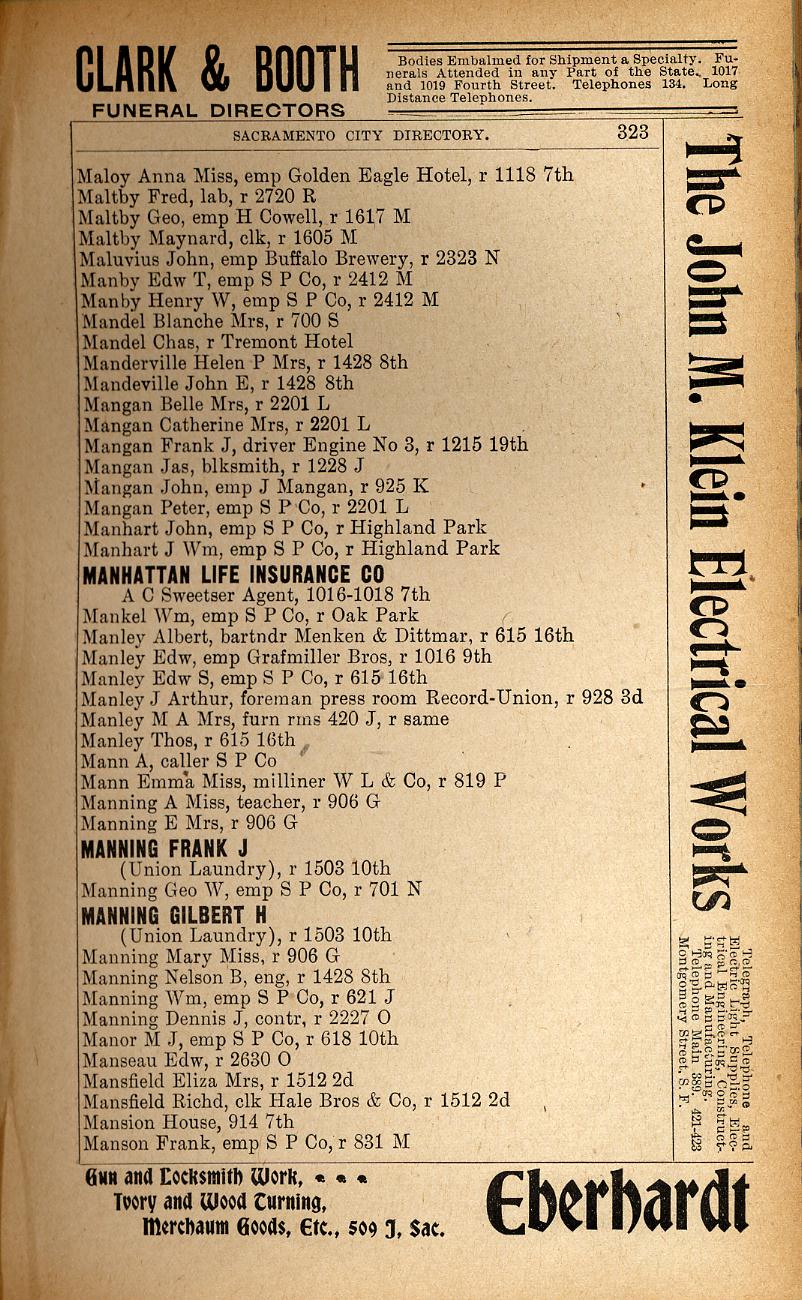 CLARK & BOOTH
FUNERAL DIRECTORS
Bodies Embalmed for Shipment a Specialty. Fu-
nerals Attended in any Part of the State. 1017
and 1019 Fourth Street. Telephones 134. Long
Distance Telephones.
SACRAMENTO CITY DIRECTORY. 323
Maloy Anna Miss, emp Golden Eagle Hotel, r 1118 7th
Maltby Fred, lab, r 2720 R
Maltby Geo, emp H Cowell, r 1617 M
Maltby Maynard, clk, r 1605 M
Maluvius John, emp Buffalo Brewery, r 2323 N
Manby Edw T, emp S P Co, r 2412 M
Manby Henry W, emp S P Co, r 2412 M
Mandel Blanche Mrs, r 700 S
Mandel Chas, r Tremont Hotel
Manderville Helen P Mrs, r 1428 8th
Mandeville John E, r 1428 8th
Mangan Belle Mrs, r 2201 L
Mangan Catherine Mrs, r 2201 L
Mangan Frank J, driver Engine No 3, r 1215 19th
Mangan Jas, blksmith, r 1228 J
Mangan John, emp J Mangan, r 925 K
Mangan Peter, emp S P Co, r 2201 L
Manhart John, emp S P Co, r Highland Park
Manhart J Wm, emp S P Co, r Highland Park
MANHATTAN LIFE INSURANCE CO
A C Sweetser Agent, 1016-1018 7th
Mankel Wm, emp S P Co, r Oak Park
Manley Albert, bartndr Menken & Dittmar, r 615 16th
Manley Edw, emp Grafmiller Bros, r 1016 9th
Manley Edw S, emp S P Co, r 615 16th
Manley J Arthur, foreman press room Record-Union, r 928 3d
Manley M A Mrs, furn rms 420 J, r same
Manley Thos, r 615 16th
Mann A, caller S P Co
Mann Emma Miss, milliner W L & Co, r 819 P
Manning A Miss, teacher, r 906 G
Manning E Mrs, r 906 G
MANNING FRANK J
(Union Laundry), r 1503 10th
Manning Geo W, emp S P Co, r 701 N
MANNING GILBERT H
(Union Laundry), r 1503 10th
Manning Mary Miss, r 906 G
Manning Nelson B, eng, r 1428 8th
Manning Wm, emp S P Co, r 621 J
Manning Dennis J, contr, r 2227 O
Manor M J, emp S P Co, r 618 10th
Manseau Edw, r 2630 O
Mansfield Eliza Mrs, r 1512 2d
Mansfield Richd, clk Hale Bros & Co, r 1512 2d
Mansion House, 914 7th
Manson Frank, emp S P Co, r 831 M
The John M. Klein Electrical Works
Telegraph, Telephone and
Electric Light Supplies, Elec-
trical Engineering, Construct-
ing and Manufacturing.
Telephone Main 389. 421-423
Montgomery Street, S. F.
Gun and Locksmith Work,
Ivory and Wood Turning,
Merchaum Goods, Etc., 509 J, Sac.
Eberhardt